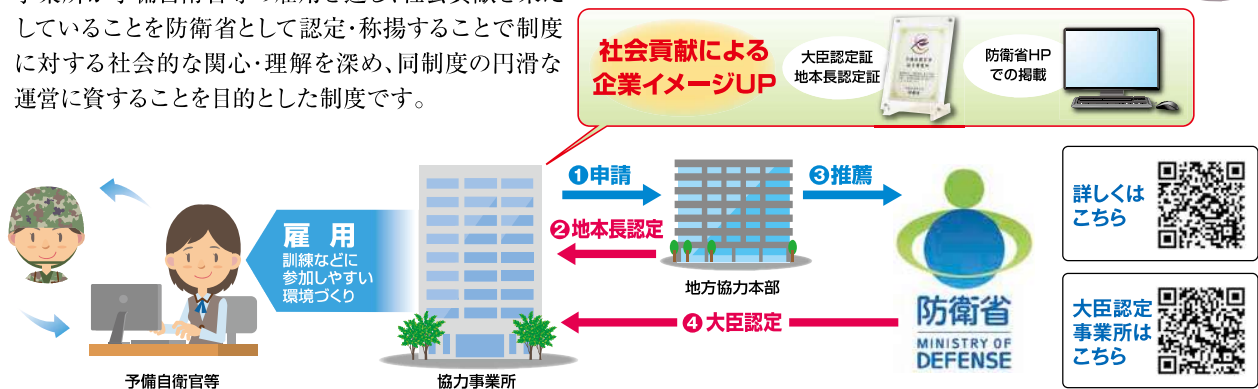 していることを防衛省として認定・称揚することで制度
に対する社会的な関心・理解を深め、同制度の円滑な
運営に資することを目的とした制度です。
社会貢献による
企業イメージUP
大臣認定証
地本長認定証
防衛省HP
での掲載
❶申請
❷地本長認定
❸推薦
❹大臣認定
雇用
訓練などに
参加しやすい
環境づくり
予備自衛官等
協力事業所
地方協力本部
防衛省
MINISTRY OF
DEFENSE
詳しくは
こちら
大臣認定
事業所は
こちら